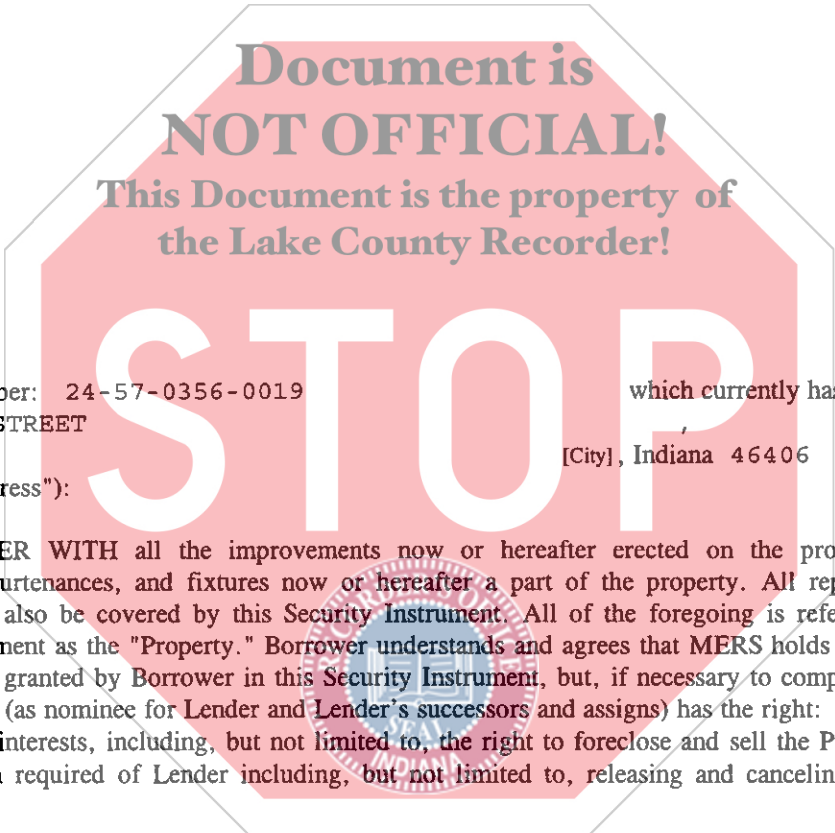 Document is
NOT OFFICIAL!
This Document is the property of
the Lake County Recorder!
STOP
ber: 24-57-0356-0019 which currently has
STREET ,
[City], Indiana 46406
ress"):
ER WITH all the improvements now or hereafter erected on the pro
urtenances, and fixtures now or hereafter a part of the property. All rep
also be covered by this Security Instrument. All of the foregoing is refe
ment as the "Property." Borrower understands and agrees that MERS holds
granted by Borrower in this Security Instrument, but, if necessary to comp
(as nominee for Lender and Lender's successors and assigns) has the right:
interests, including, but not limited to, the right to foreclose and sell the P
required of Lender including, but not limited to, releasing and cancelin
SEAL
INDIANA